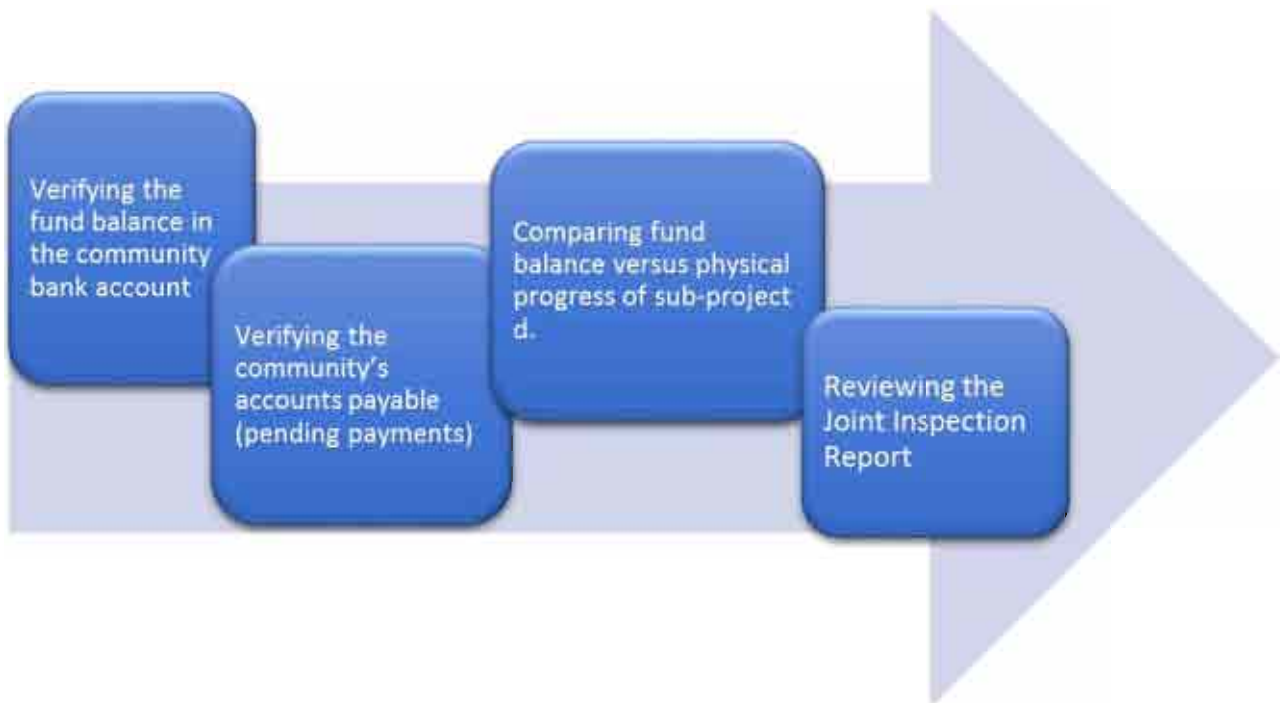 Verifying the
fund balance in
the community
bank account
Verifying the
community's
accounts payable
(pending payments)
Comparing fund
balance versus physical
progress of sub-project
d.
Reviewing the
Joint Inspection
Report